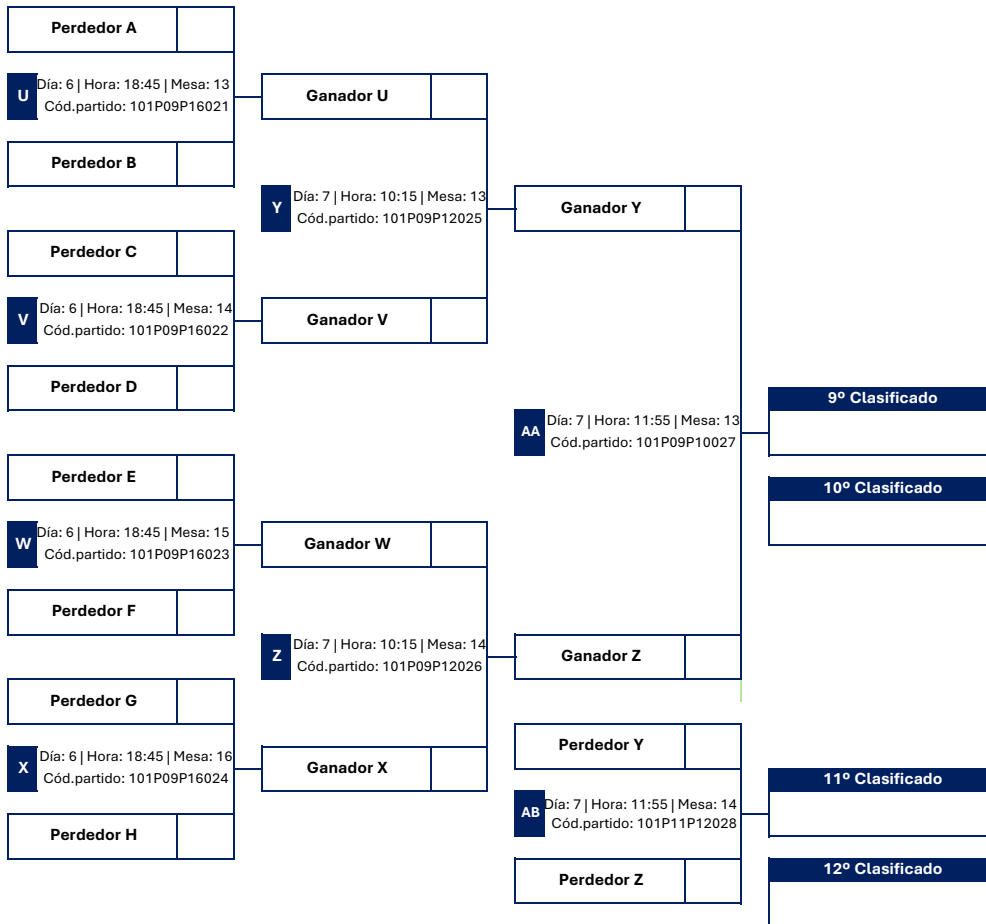 Perdedor A
U
Día: 6 | Hora: 18:45 | Mesa: 13
Cód.partido: 101P09P16021
Perdedor B
Ganador U
Y
Día: 7 | Hora: 10:15 | Mesa: 13
Cód.partido: 101P09P12025
Ganador Y
Perdedor C
V
Día: 6 | Hora: 18:45 | Mesa: 14
Cód.partido: 101P09P16022
Perdedor D
Ganador V
AA
Día: 7 | Hora: 11:55 | Mesa: 13
Cód.partido: 101P09P10027
9º Clasificado
10º Clasificado
Perdedor E
W
Día: 6 | Hora: 18:45 | Mesa: 15
Cód.partido: 101P09P16023
Perdedor F
Ganador W
Z
Día: 7 | Hora: 10:15 | Mesa: 14
Cód.partido: 101P09P12026
Ganador Z
Perdedor G
X
Día: 6 | Hora: 18:45 | Mesa: 16
Cód.partido: 101P09P16024
Perdedor H
Ganador X
Perdedor Y
AB
Día: 7 | Hora: 11:55 | Mesa: 14
Cód.partido: 101P11P12028
Perdedor Z
11º Clasificado
12º Clasificado